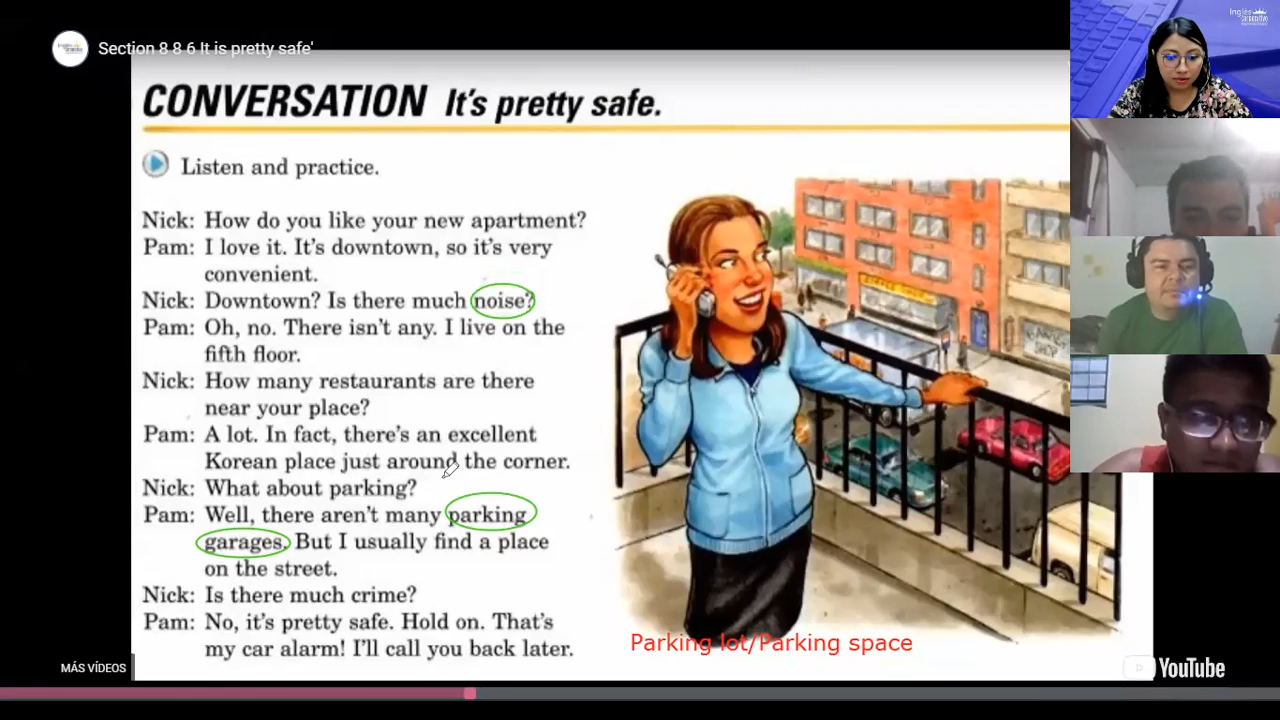 Section 8 8 6 It is pretty safe'
CONVERSATION It's pretty safe.
Listen and practice.
Nick: How do you like your new apartment?
Pam: I love it. It's downtown, so it's very
convenient.
Nick: Downtown? Is there much noise?
Pam: Oh, no. There isn't any. I live on the
fifth floor.
Nick: How many restaurants are there
near your place?
Pam: A lot. In fact, there's an excellent
Korean place just around the corner.
Nick: What about parking?
Pam: Well, there aren't many parking
garages. But I usually find a place
on the street.
Nick: Is there much crime?
Pam: No, it's pretty safe. Hold on. That's
my car alarm! I'll call you back later.
Parking lot/Parking space
MÁS VÍDEOS
YouTube
Inglés